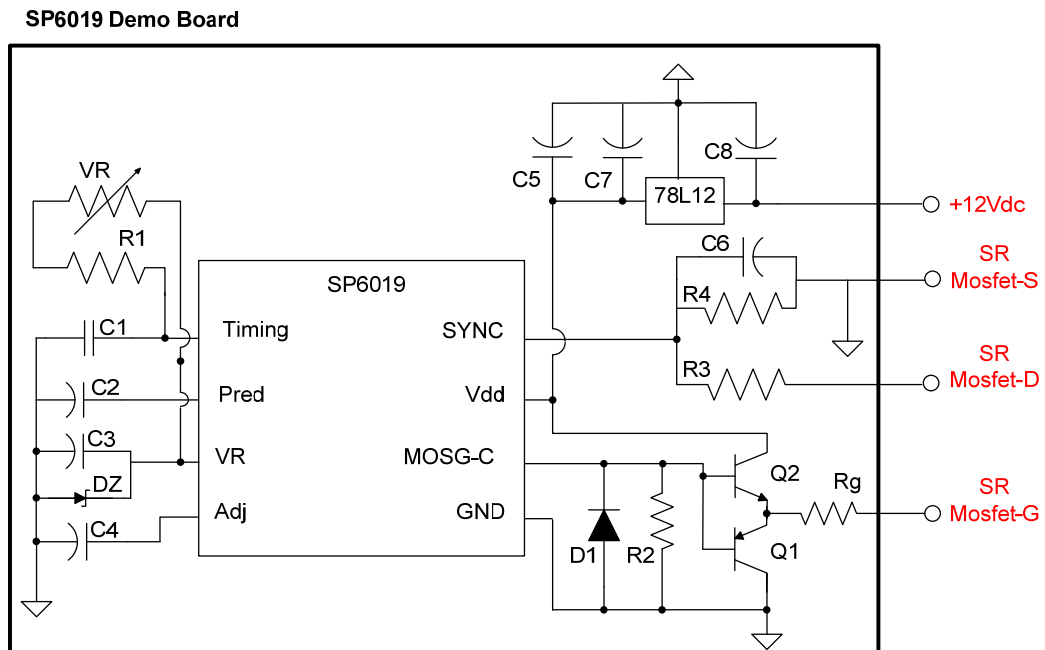 SP6019 Demo Board
VR
R1
C1
C2
C3
DZ
C4
SP6019
Timing
Pred
VR
Adj
SYNC
Vdd
MOSG-C
GND
C5
C7
C8
78L12
C6
R4
R3
D1
R2
Q2
Q1
Rg
+12Vdc
SR
Mosfet-S
SR
Mosfet-D
SR
Mosfet-G